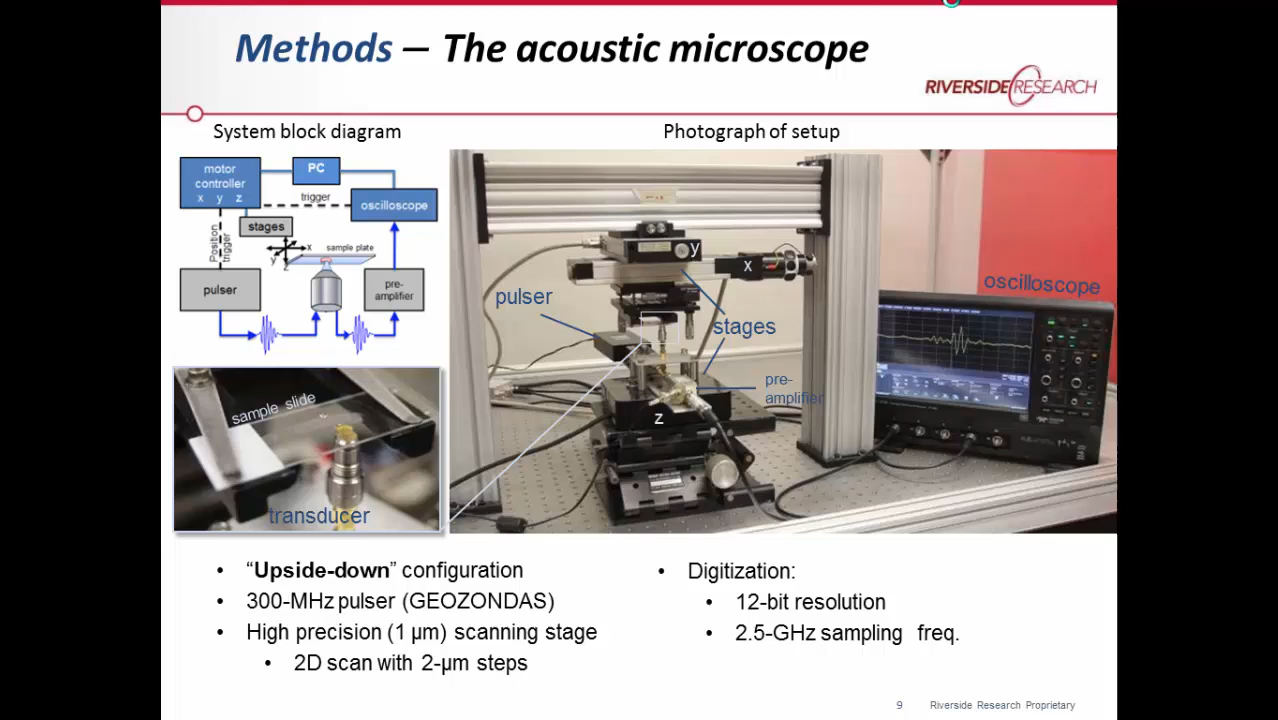 Methods – The acoustic microscope
RIVERSIDE RESEARCH
System block diagram
Photograph of setup
motor
controller
x y z
PC
trigger
oscilloscope
stages
Position
trigger
x
y
z
sample plate
pulser
pre-
amplifier
sample slide
transducer
y
x
pulser
stages
pre-
amplifier
z
oscilloscope
• “Upside-down” configuration
• 300-MHz pulser (GEOZONDAS)
• High precision (1 µm) scanning stage
• 2D scan with 2-µm steps
• Digitization:
• 12-bit resolution
• 2.5-GHz sampling freq.
9 Riverside Research Proprietary